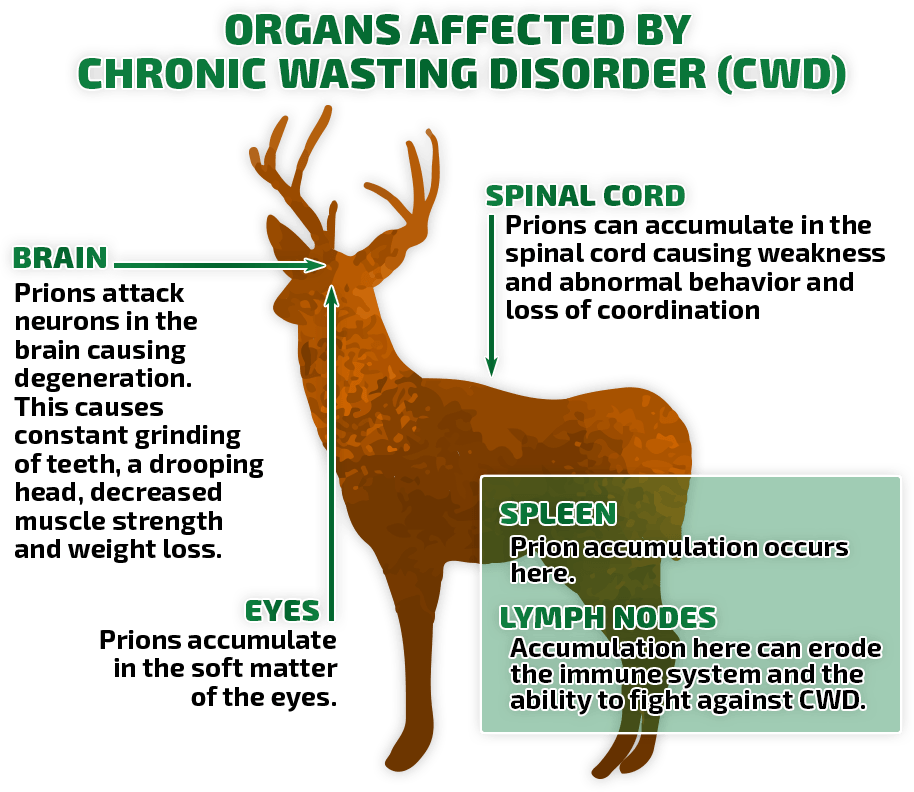 ORGANS AFFECTED BY
CHRONIC WASTING DISORDER (CWD)
BRAIN
Prions attack
neurons in the
brain causing
degeneration.
This causes
constant grinding
of teeth, a drooping
head, decreased
muscle strength
and weight loss.
SPINAL CORD
Prions can accumulate in the
spinal cord causing weakness
and abnormal behavior and
loss of coordination
EYES
Prions accumulate
in the soft matter
of the eyes.
SPLEEN
Prion accumulation occurs
here.
LYMPH NODES
Accumulation here can erode
the immune system and the
ability to fight against CWD.